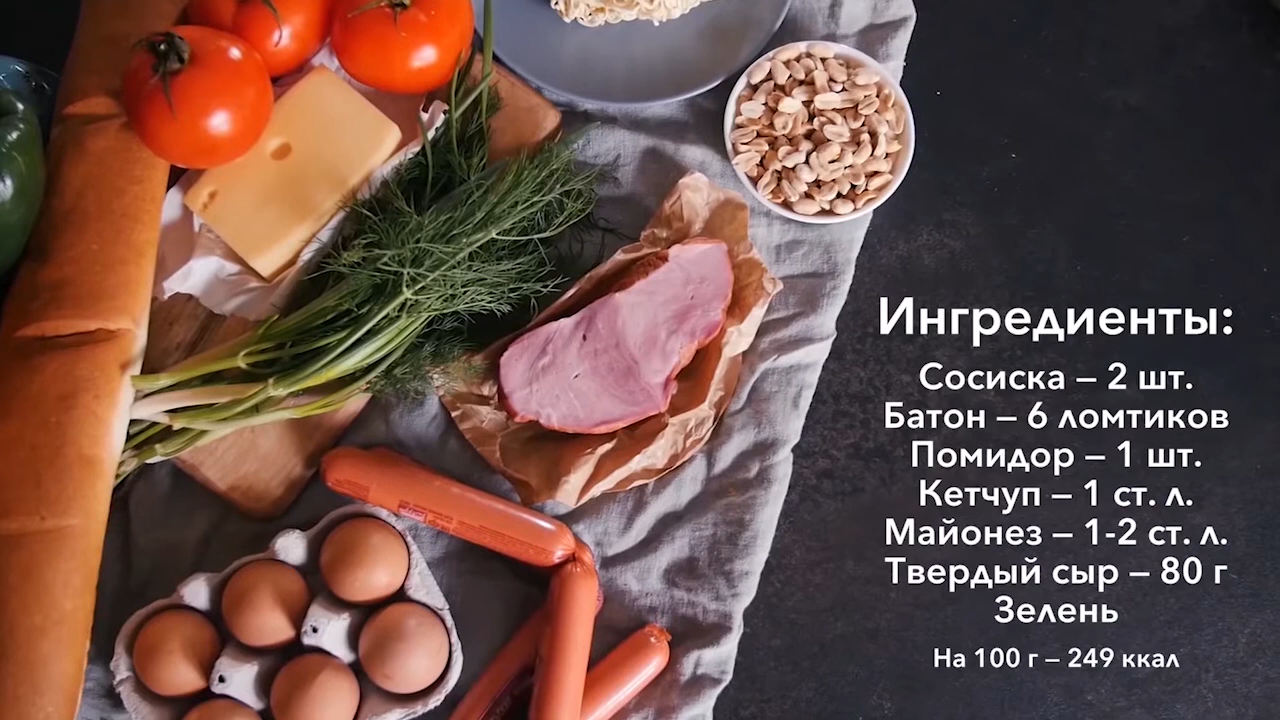 Ингредиенты:
Сосиска – 2 шт.
Батон – 6 ломтиков
Помидор – 1 шт.
Кетчуп – 1 ст. л.
Майонез – 1-2 ст. л.
Твердый сыр – 80 г
Зелень
На 100 г – 249 ккал